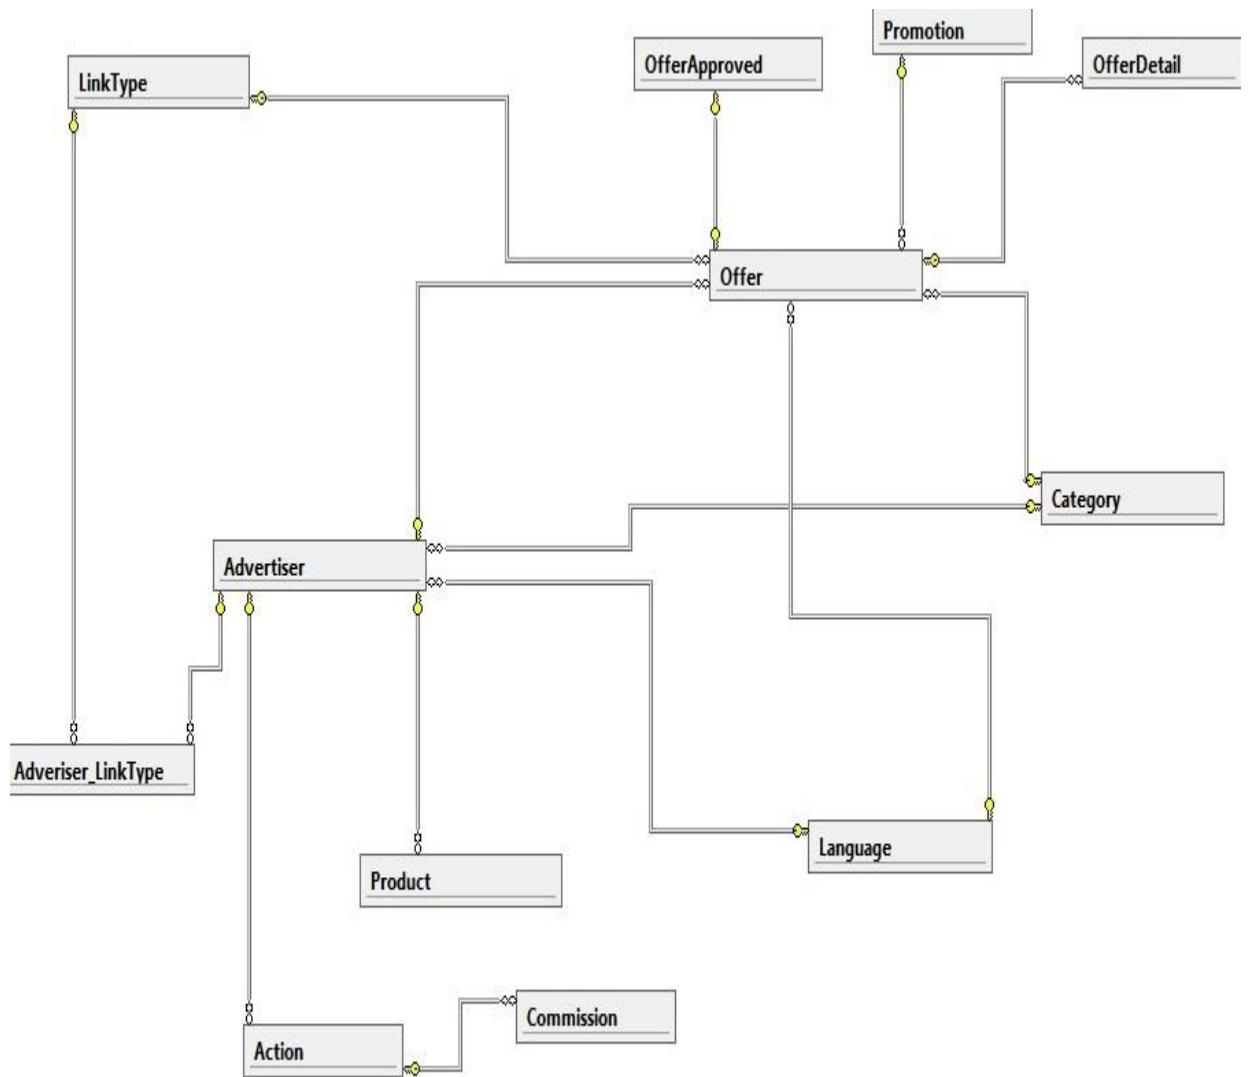 Promotion
OfferApproved
OfferDetail
LinkType
Offer
Category
Advertiser
Adveriser_LinkType
Language
Product
Commission
Action